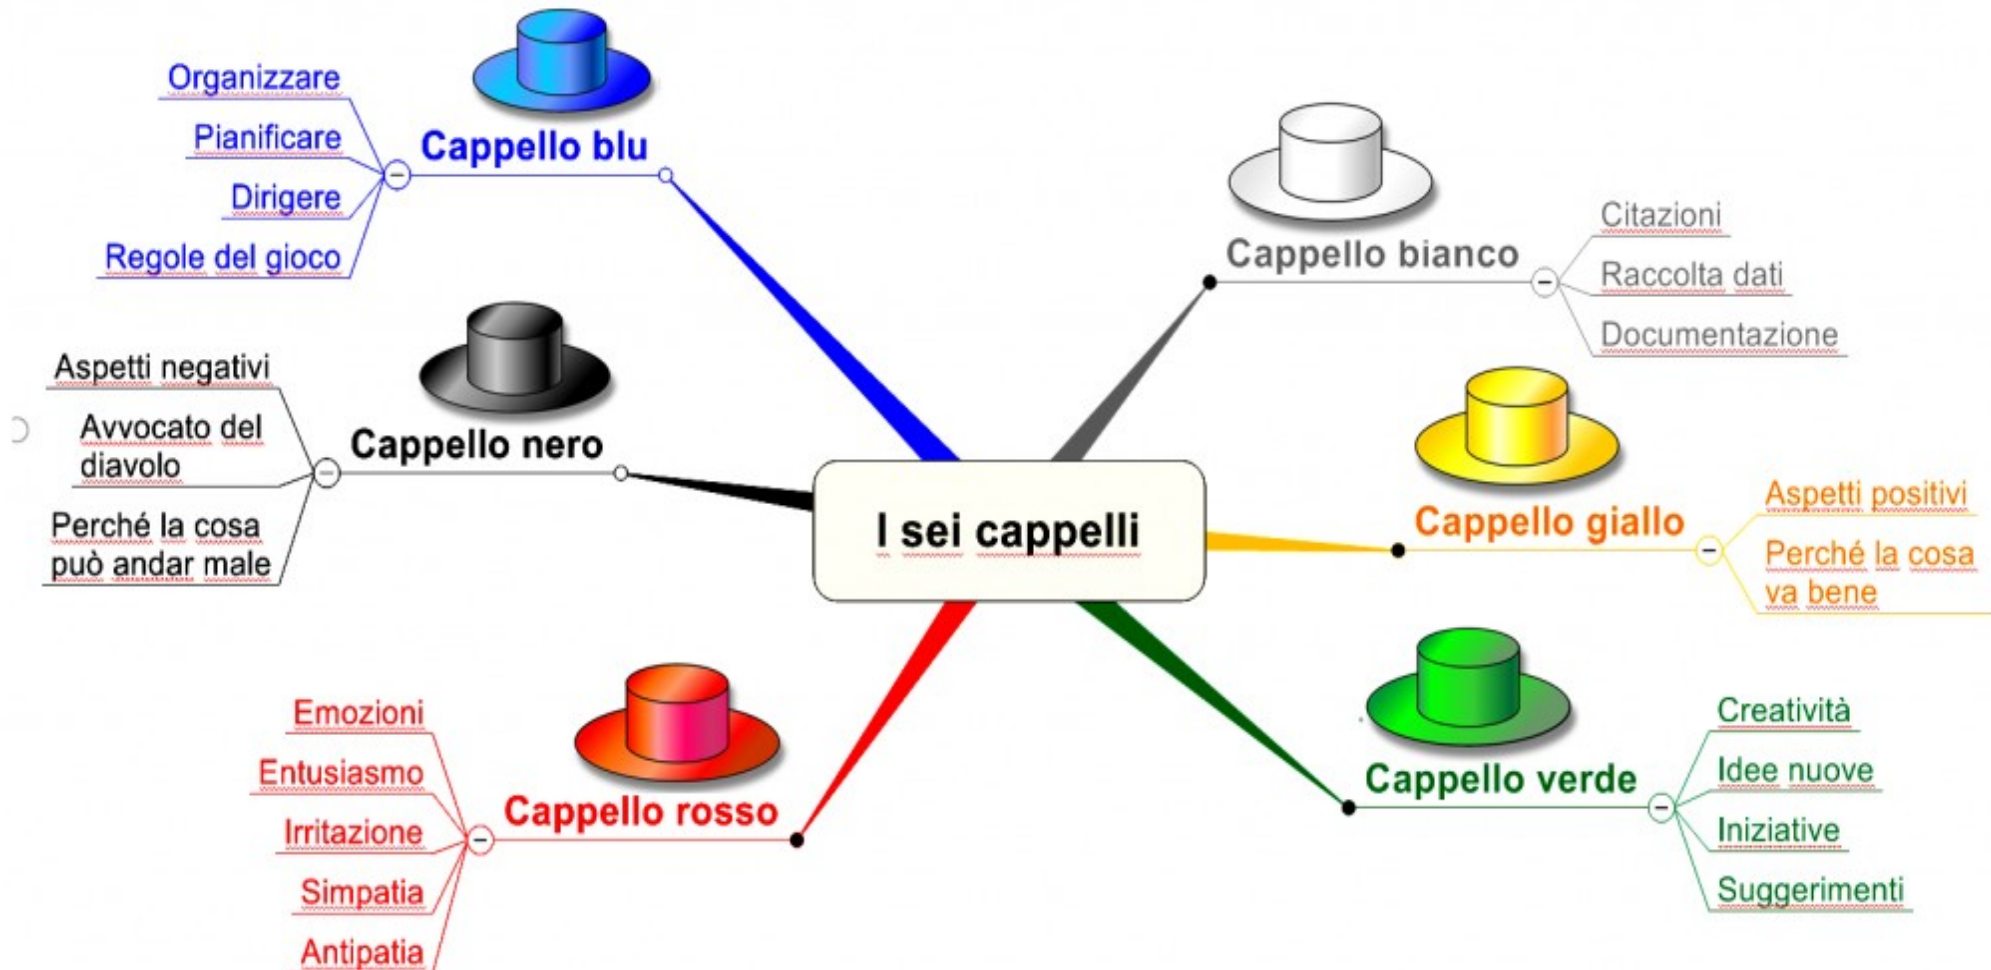 Organizzare
Pianificare
Dirigere
Regole del gioco
Cappello blu
Aspetti negativi
Avvocato del
diavolo
Perché la cosa
può andar male
Cappello nero
Emozioni
Entusiasmo
Irritazione
Simpatia
Antipatia
Cappello rosso
I sei cappelli
Cappello bianco
Citazioni
Raccolta dati
Documentazione
Cappello giallo
Aspetti positivi
Perché la cosa
va bene
Cappello verde
Creatività
Idee nuove
Iniziative
Suggerimenti